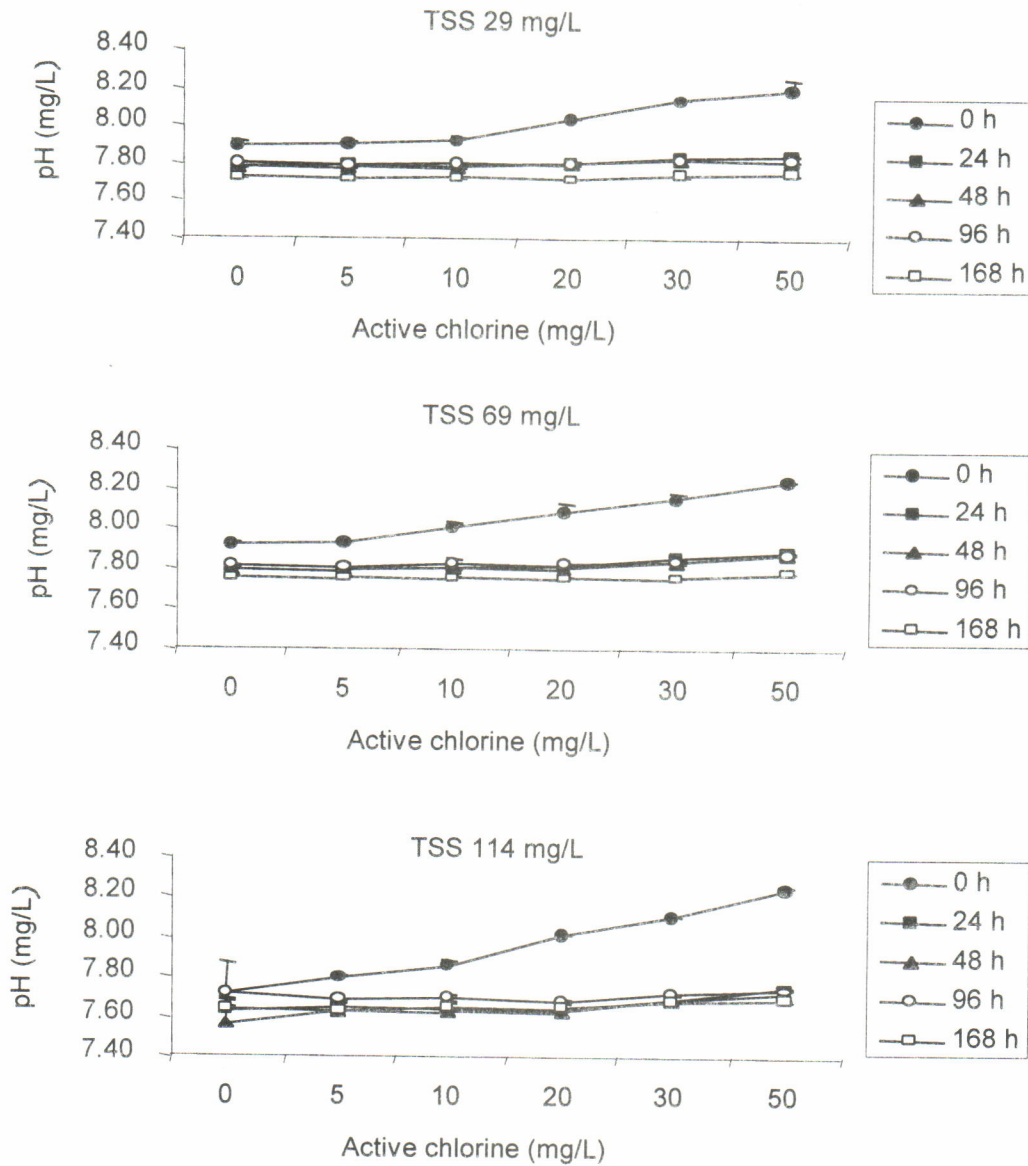 TSS 29 mg/L
8.40
8.20
8.00
7.80
7.60
7.40
pH (mg/L)
0 5 10 20 30 50
Active chlorine (mg/L)
0 h
24 h
48 h
96 h
168 h
TSS 69 mg/L
8.40
8.20
8.00
7.80
7.60
7.40
pH (mg/L)
0 5 10 20 30 50
Active chlorine (mg/L)
0 h
24 h
48 h
96 h
168 h
TSS 114 mg/L
8.40
8.20
8.00
7.80
7.60
7.40
pH (mg/L)
0 5 10 20 30 50
Active chlorine (mg/L)
0 h
24 h
48 h
96 h
168 h